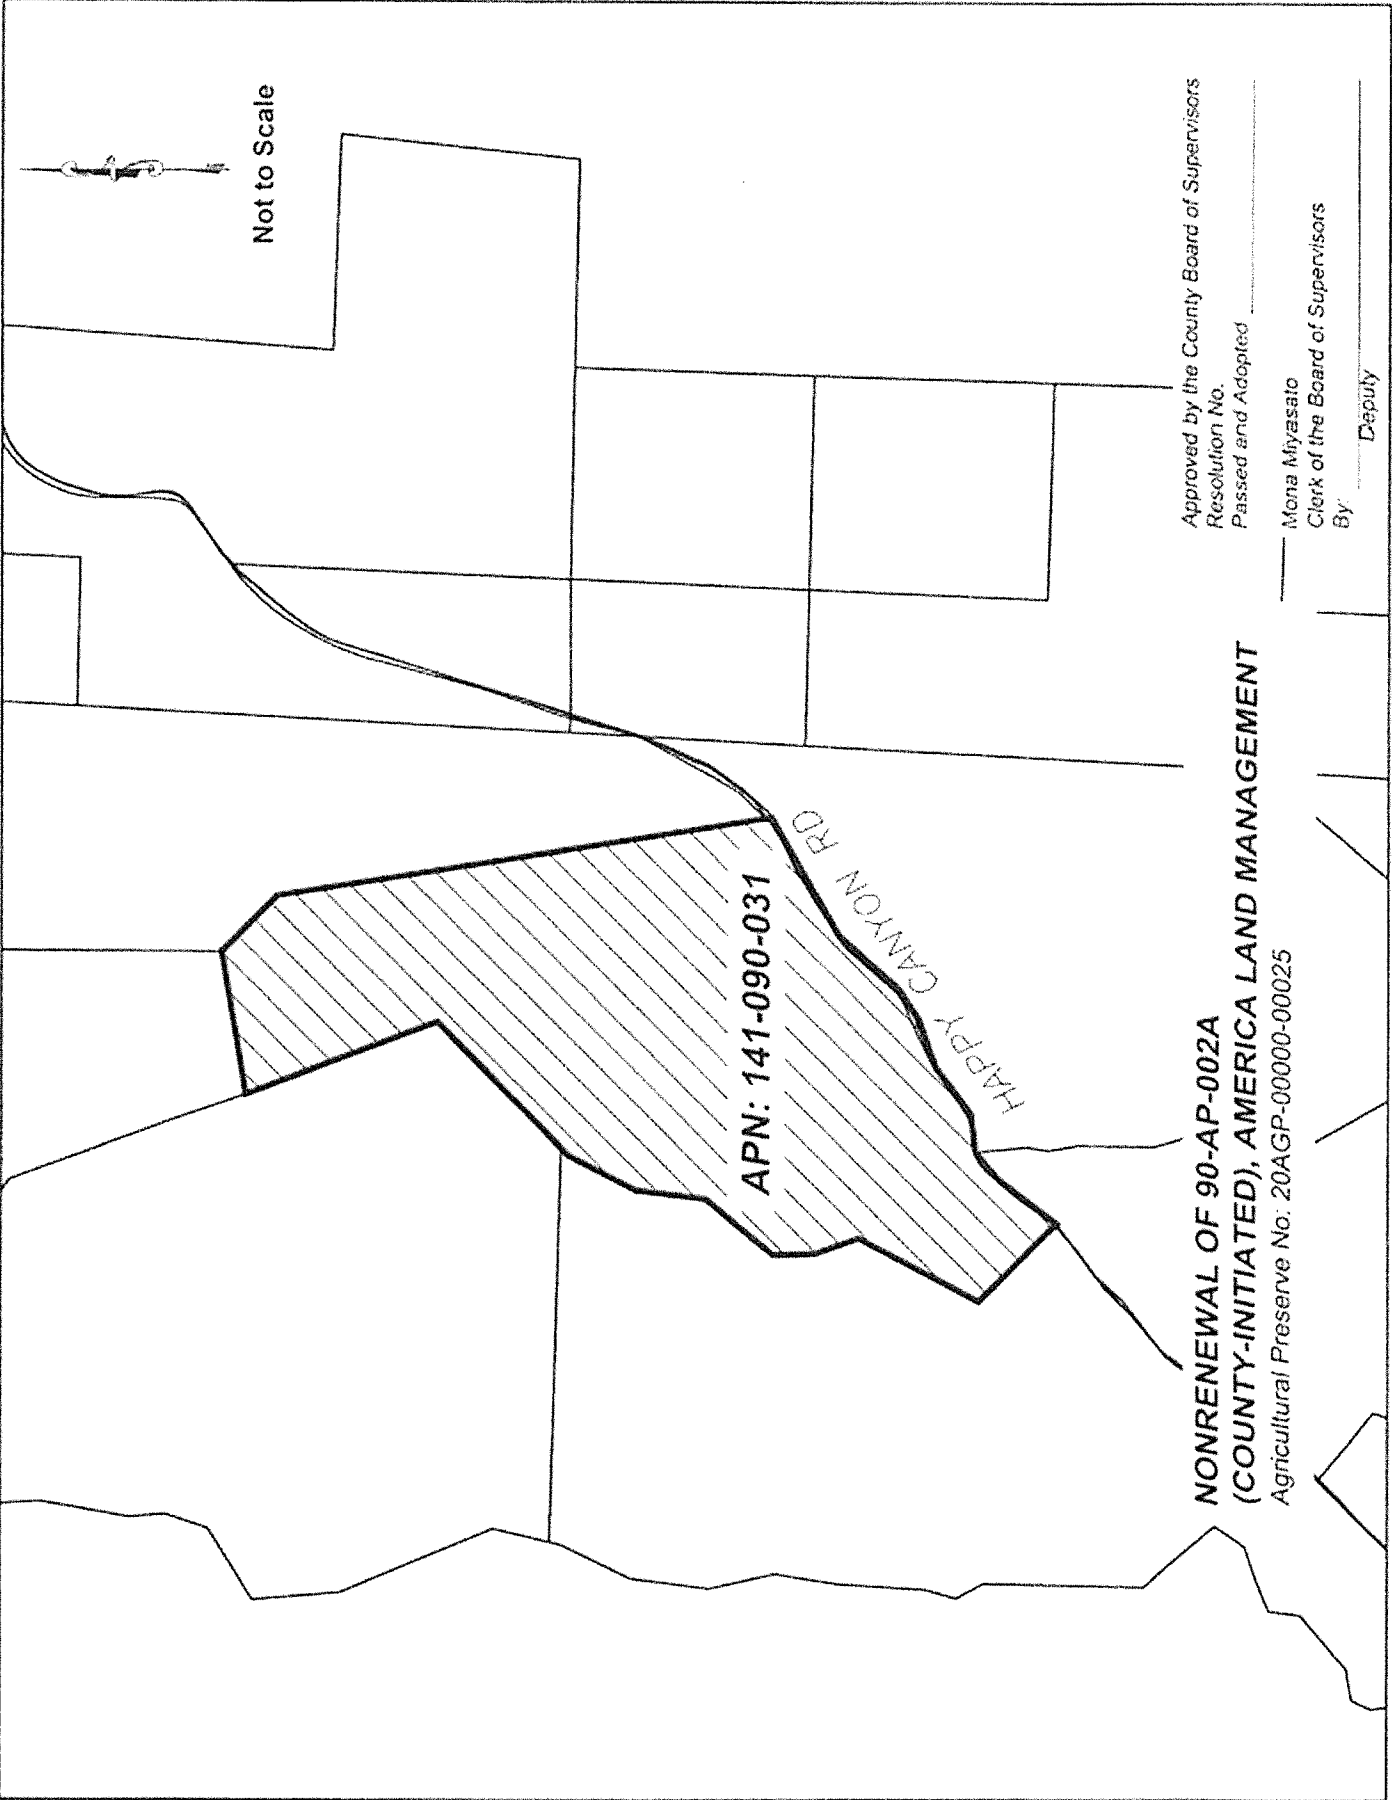 Not to Scale
APN: 141-090-031
HAPPY CANYON RD
NONRENEWAL OF 90-AP-002A
(COUNTY-INITIATED), AMERICA LAND MANAGEMENT
Agricultural Preserve No: 20AGP-00000-00025
Approved by the County Board of Supervisors
Resolution No.
Passed and Adopted
Mona Miyasato
Clerk of the Board of Supervisors
By:
Deputy